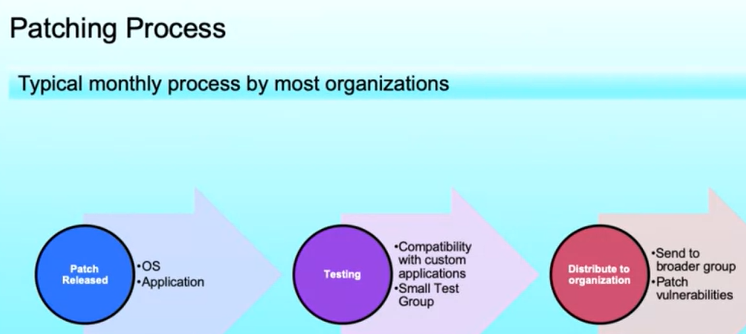 Patching Process
Typical monthly process by most organizations
Patch
Released
•OS
•Application
Testing
•Compatibility
with custom
applications
•Small Test
Group
Distribute to
organization
•Send to
broader group
•Patch
vulnerabilities